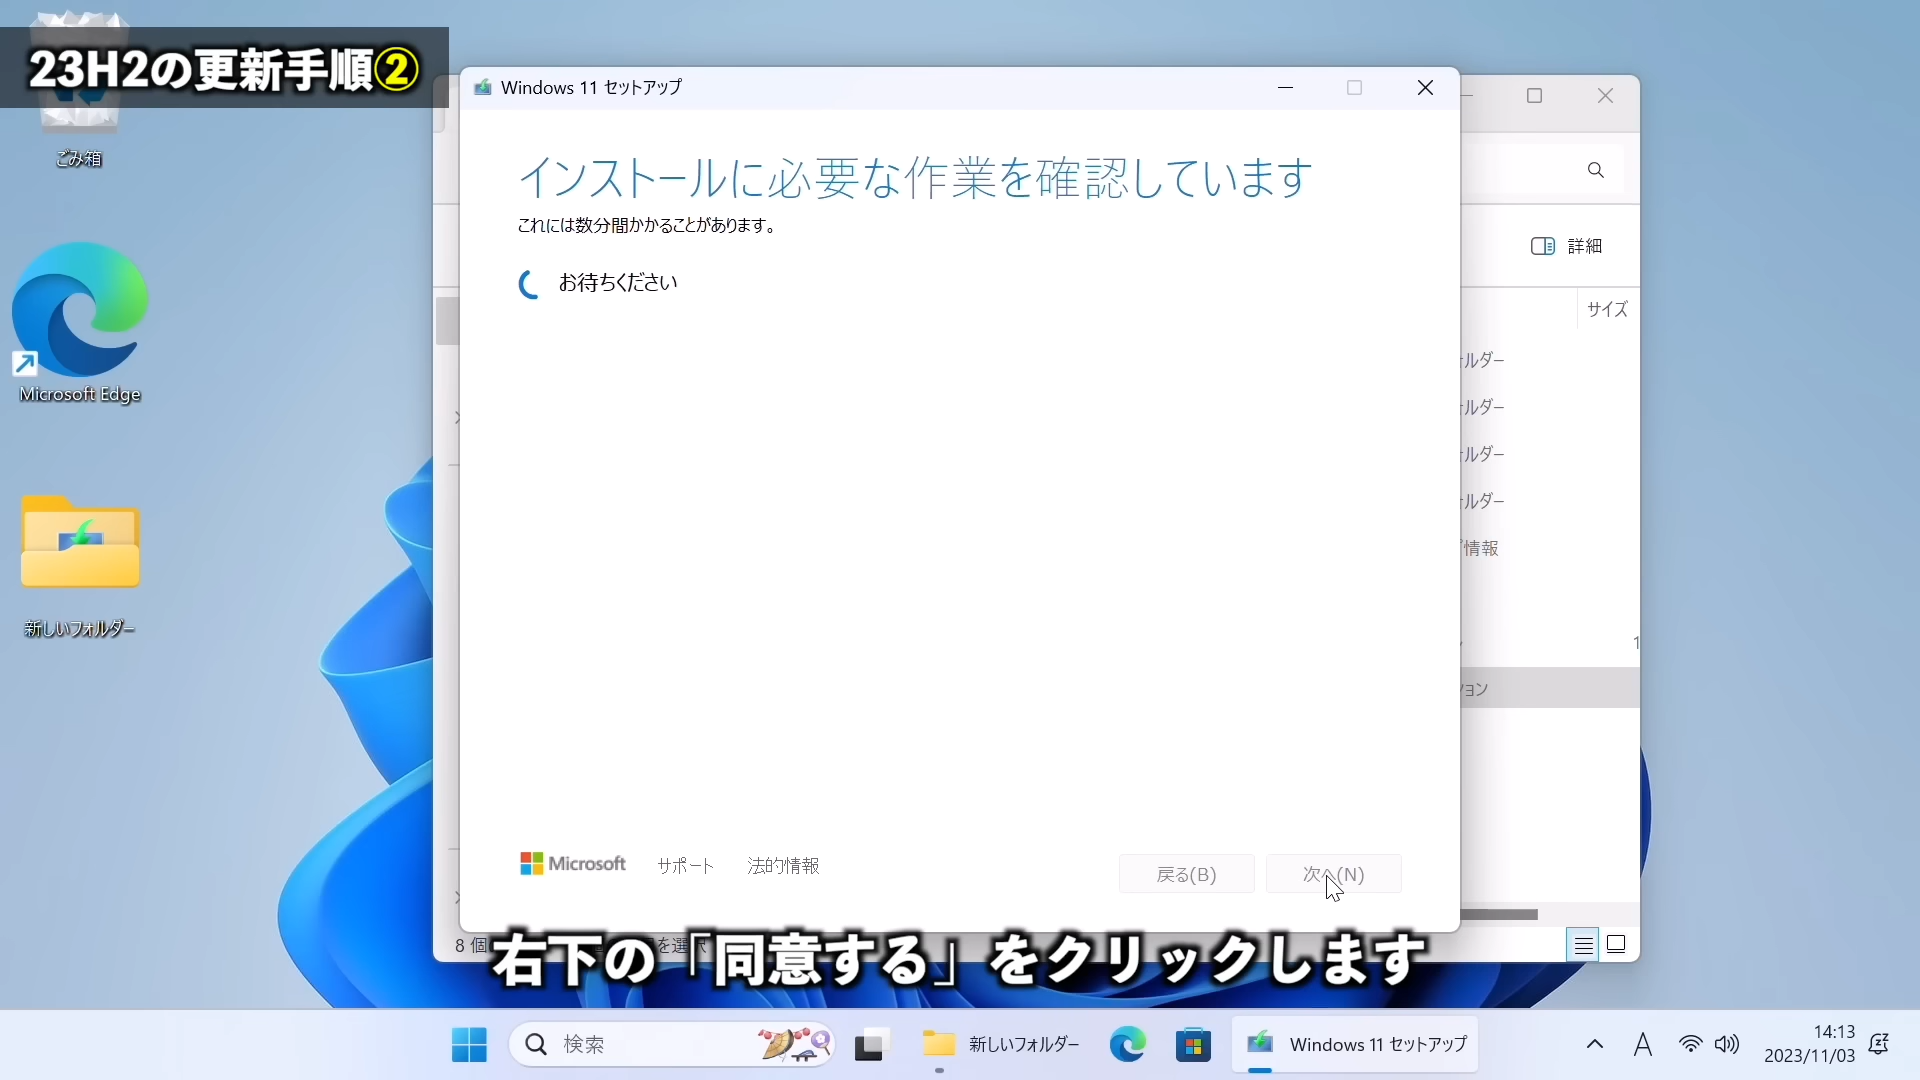 23H2の更新手順②
ごみ箱
Microsoft Edge
新しいフォルダー
Windows 11 セットアップ
インストールに必要な作業を確認しています
これには数分間かかることがあります。
お待ちください
詳細
サイズ
ルダー
ルダー
ルダー
ルダー
情報
1
ョン
Microsoft
サポート
法的情報
戻る(B)
次へ(N)
8 個
を選択
右下の「同意する」をクリックします
検索
新しいフォルダー
Windows 11 セットアップ
A
14:13
2023/11/03